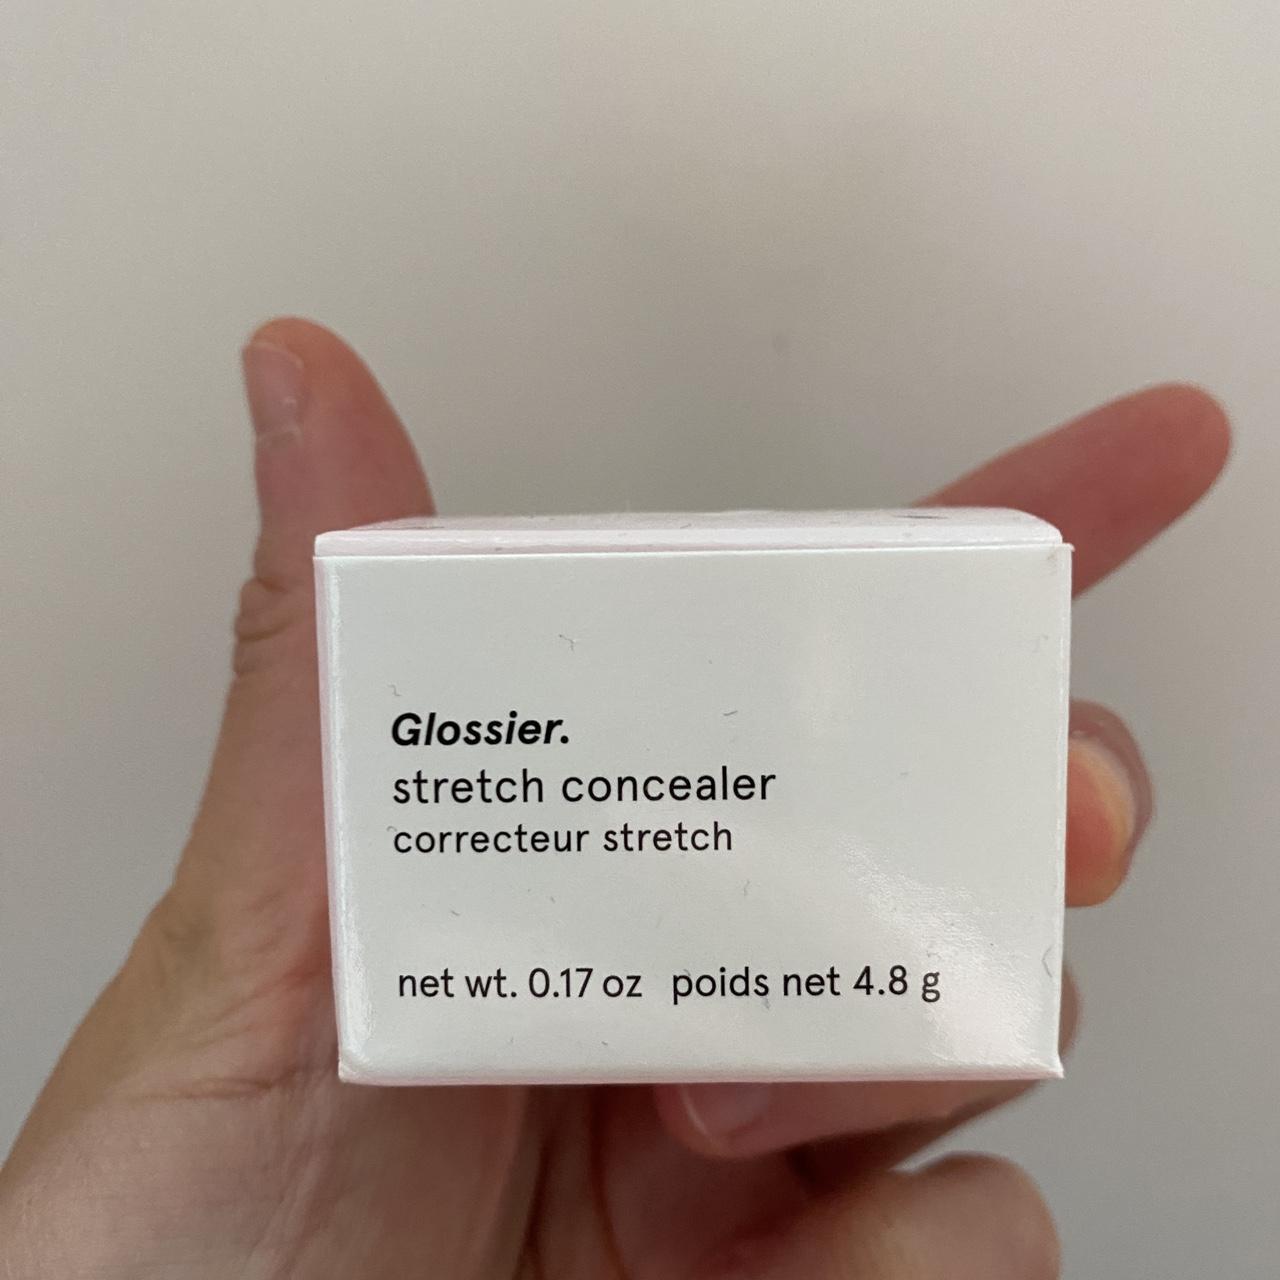 Glossier.
stretch concealer
correcteur stretch
net wt. 0.17 oz poids net 4.8 g